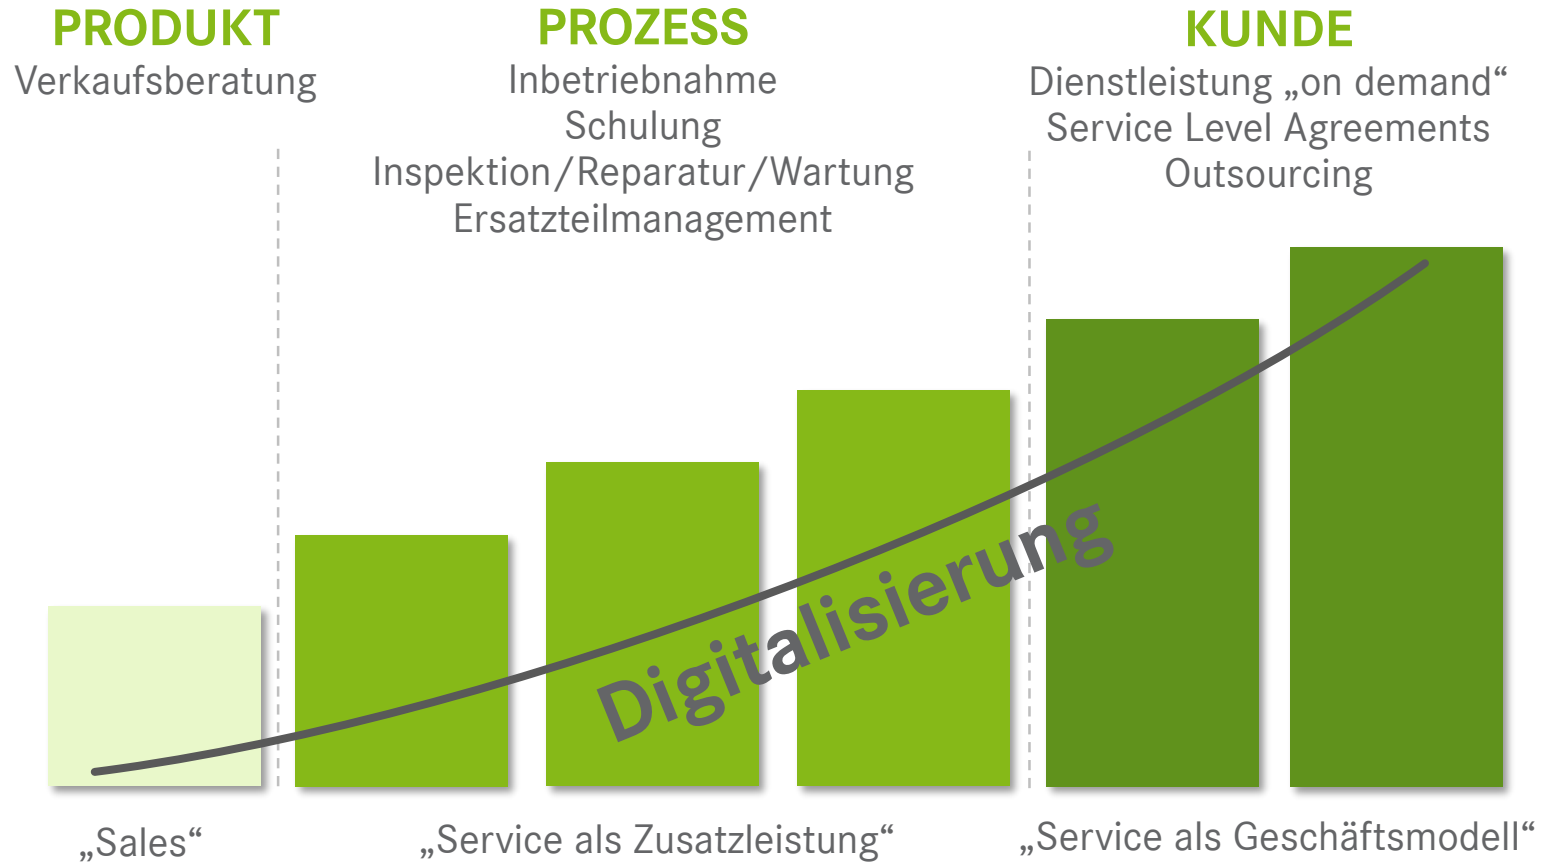 PRODUKT
Verkaufsberatung
PROZESS
Inbetriebnahme
Schulung
Inspektion/Reparatur/Wartung
Ersatzteilmanagement
KUNDE
Dienstleistung „on demand“
Service Level Agreements
Outsourcing
Digitalisierung
„Sales“
„Service als Zusatzleistung“
„Service als Geschäftsmodell“